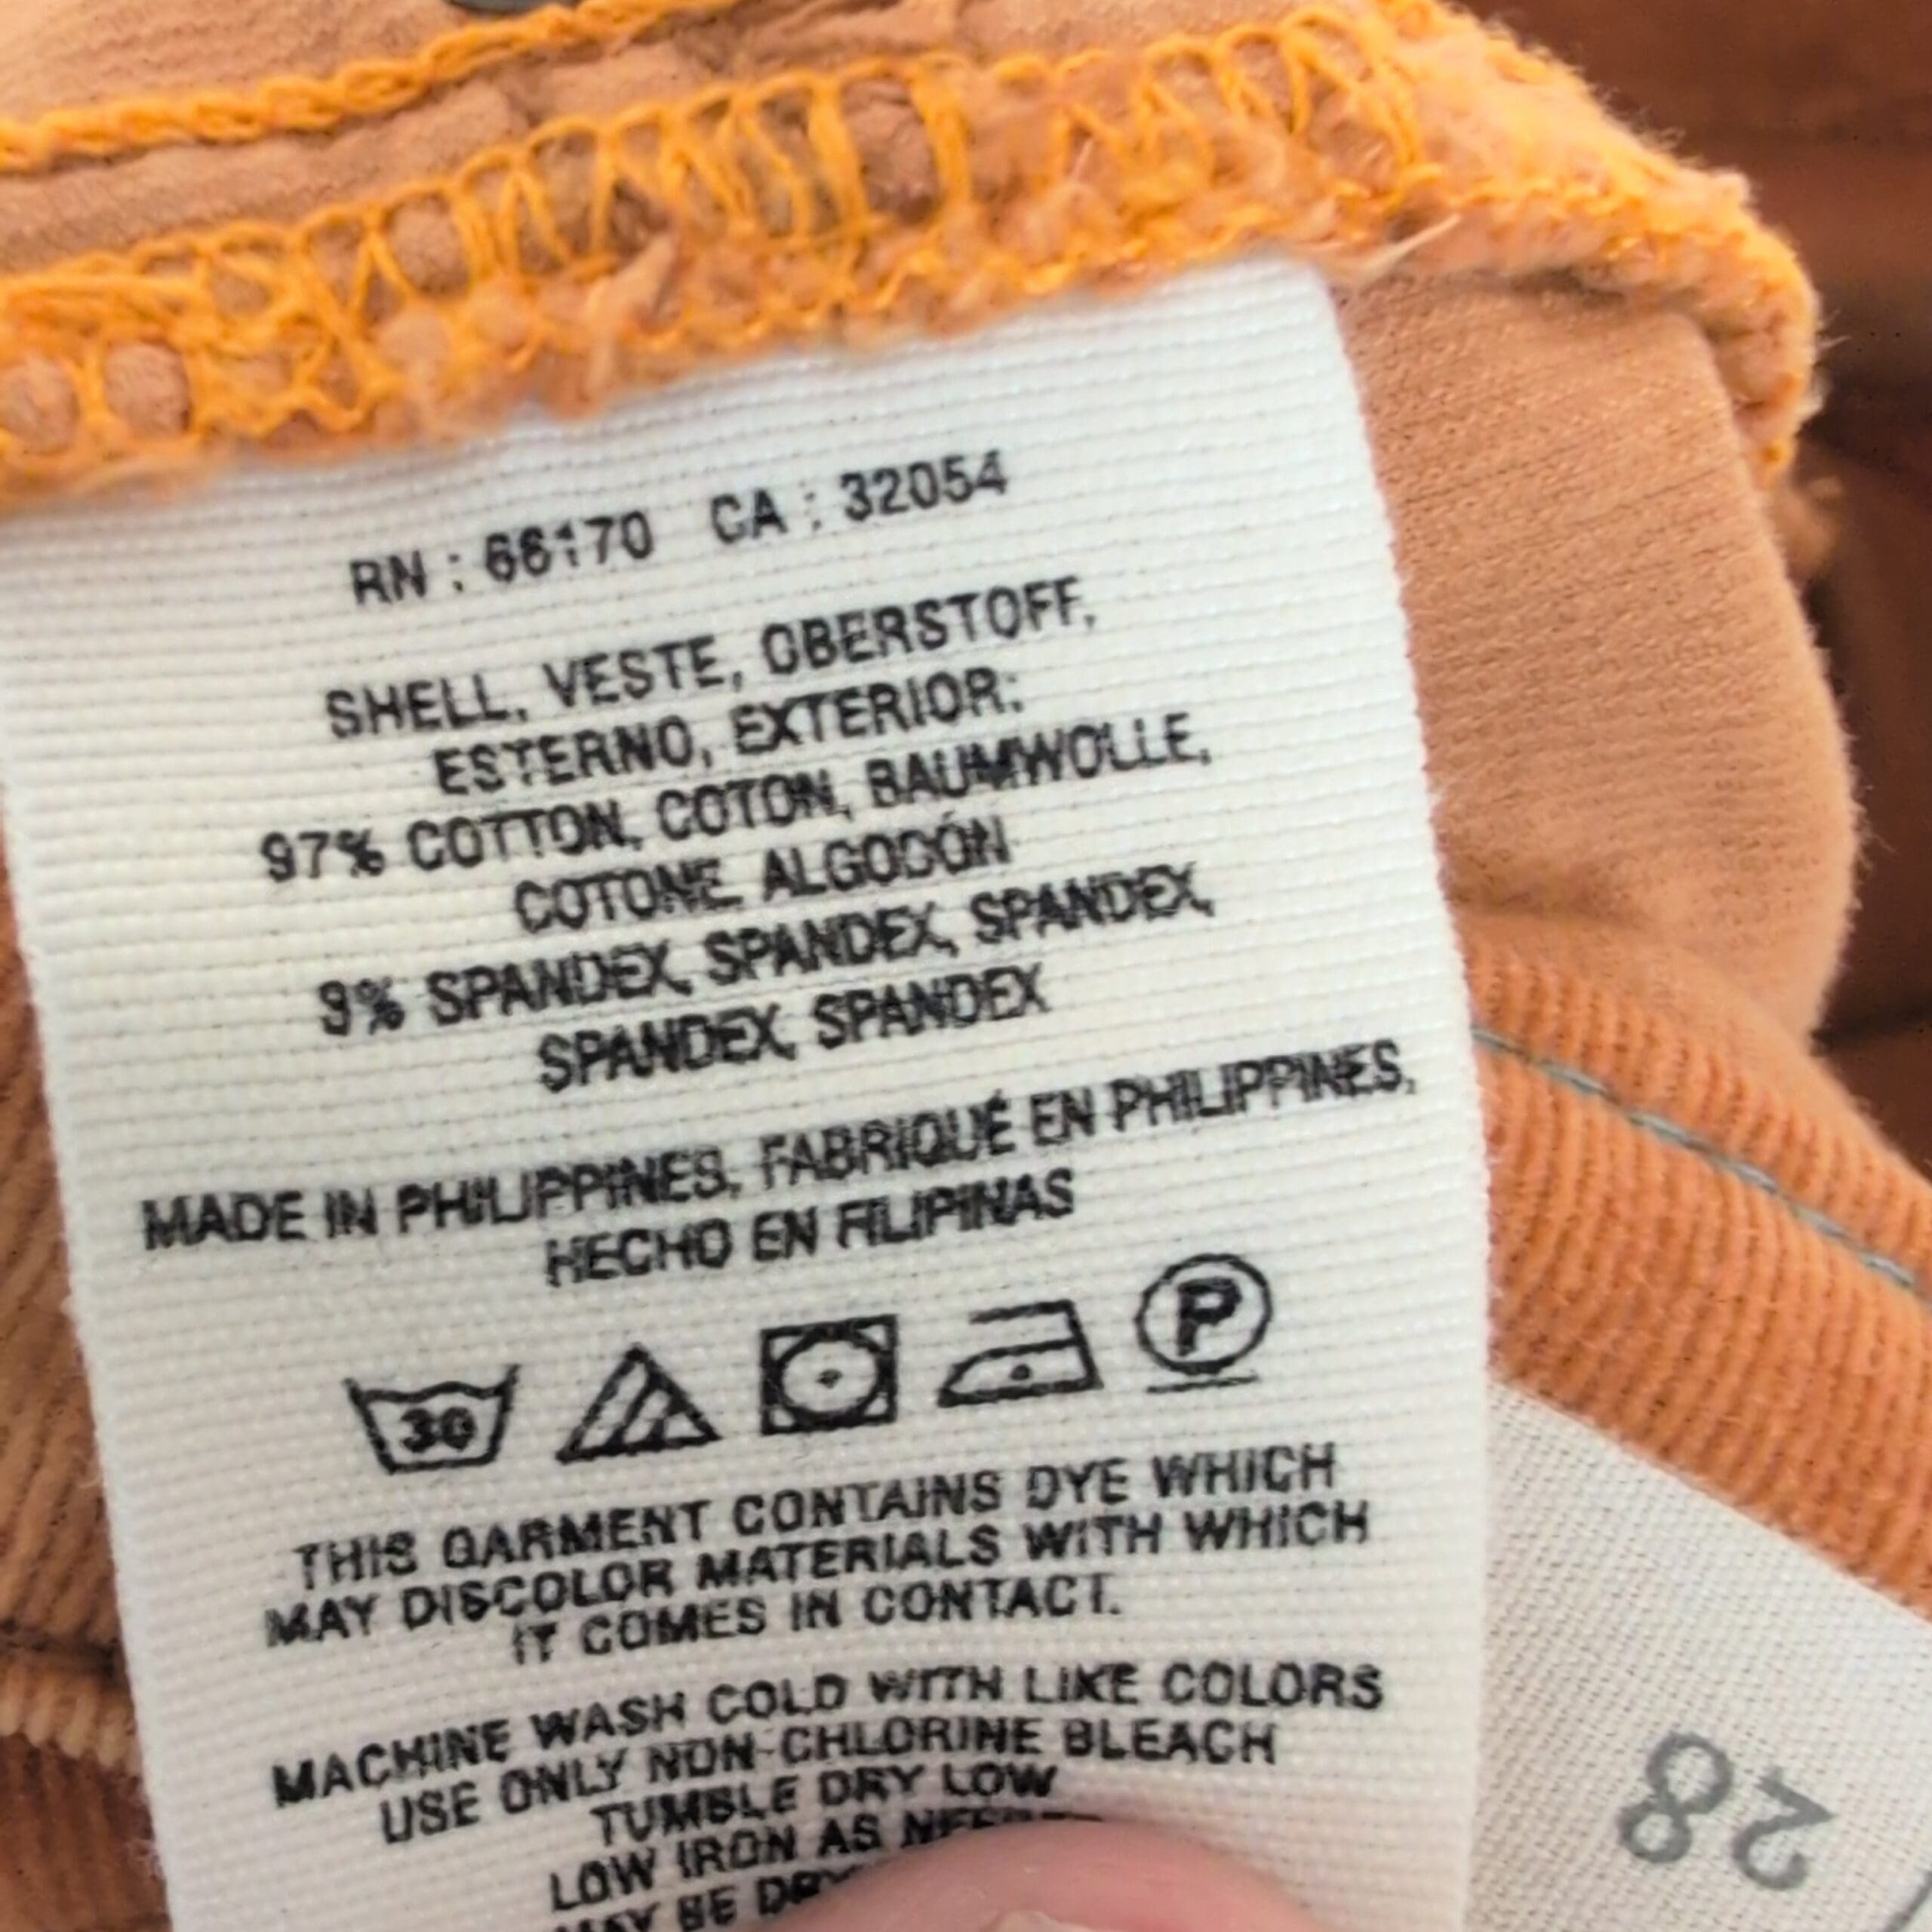 RN : 66170 CA : 32054
SHELL, VESTE, OBERSTOFF,
ESTERNO, EXTERIOR:
97% COTTON, COTON, BAUMWOLLE,
COTONE, ALGODÓN
3% SPANDEX, SPANDEX, SPANDEX,
SPANDEX, SPANDEX
MADE IN PHILIPPINES, FABRIQUÉ EN PHILIPPINES,
HECHO EN FILIPINAS
30 P
THIS GARMENT CONTAINS DYE WHICH
MAY DISCOLOR MATERIALS WITH WHICH
IT COMES IN CONTACT.
MACHINE WASH COLD WITH LIKE COLORS
USE ONLY NON-CHLORINE BLEACH
TUMBLE DRY LOW
LOW IRON AS
MAY BE
28